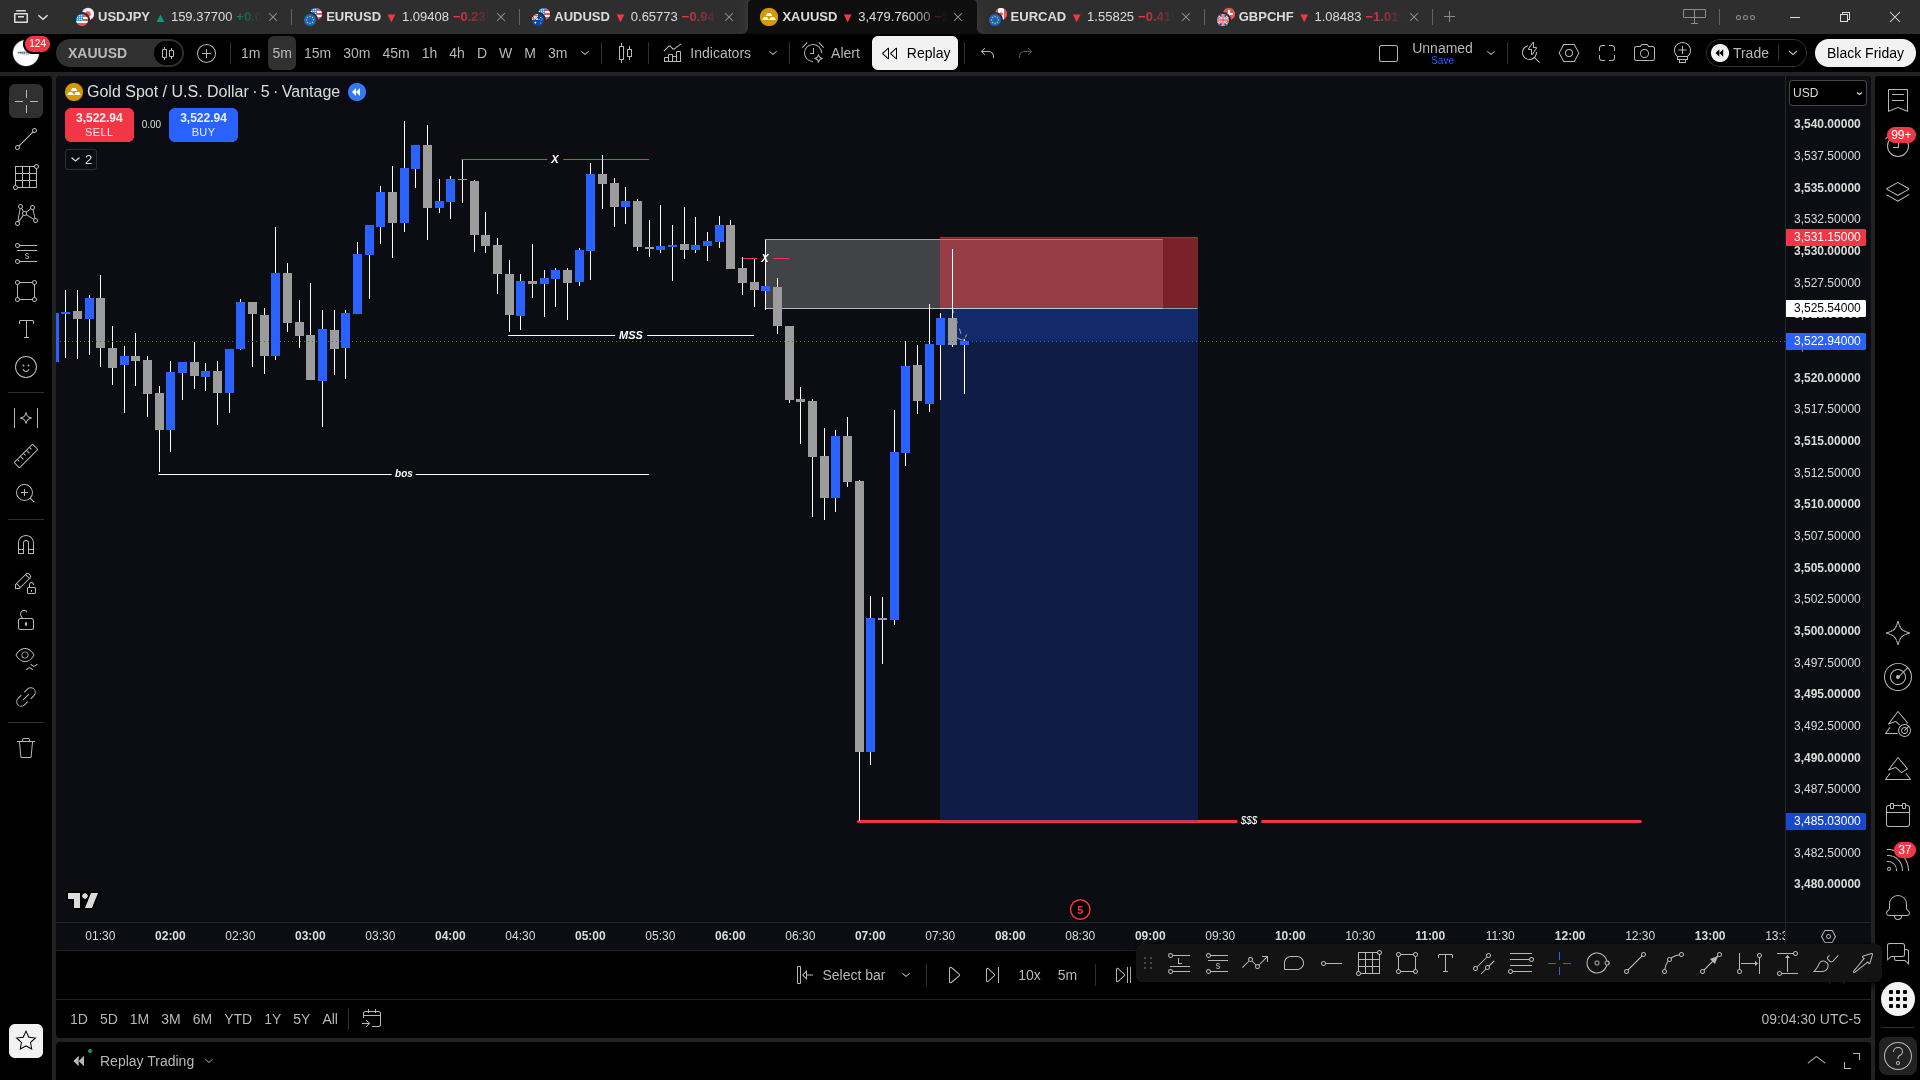 USDJPY ▲ 159.37700 +0.
EURUSD ▼ 1.09408 −0.23
AUDUSD ▼ 0.65773 −0.94
XAUUSD ▼ 3,479.76000
EURCAD ▼ 1.55825 −0.41
GBPCHF ▼ 1.08483 −1.01
124
XAUUSD
1m 5m 15m 30m 45m 1h 4h D W M 3m
Indicators
Alert
Replay
Unnamed
Save
Trade
Black Friday
Gold Spot / U.S. Dollar · 5 · Vantage
3,522.94
SELL
0.00
3,522.94
BUY
2
X
X
MSS
bos
$$$
5
USD
3,540.00000
3,537.50000
3,535.00000
3,532.50000
3,531.15000
3,530.00000
3,527.50000
3,525.54000
3,522.94000
3,520.00000
3,517.50000
3,515.00000
3,512.50000
3,510.00000
3,507.50000
3,505.00000
3,502.50000
3,500.00000
3,497.50000
3,495.00000
3,492.50000
3,490.00000
3,487.50000
3,485.03000
3,482.50000
3,480.00000
99+
37
01:30 02:00 02:30 03:00 03:30 04:00 04:30 05:00 05:30 06:00 06:30 07:00 07:30 08:00 08:30 09:00 09:30 10:00 10:30 11:00 11:30 12:00 12:30 13:00
Select bar
10x 5m
1D 5D 1M 3M 6M YTD 1Y 5Y All
09:04:30 UTC-5
Replay Trading